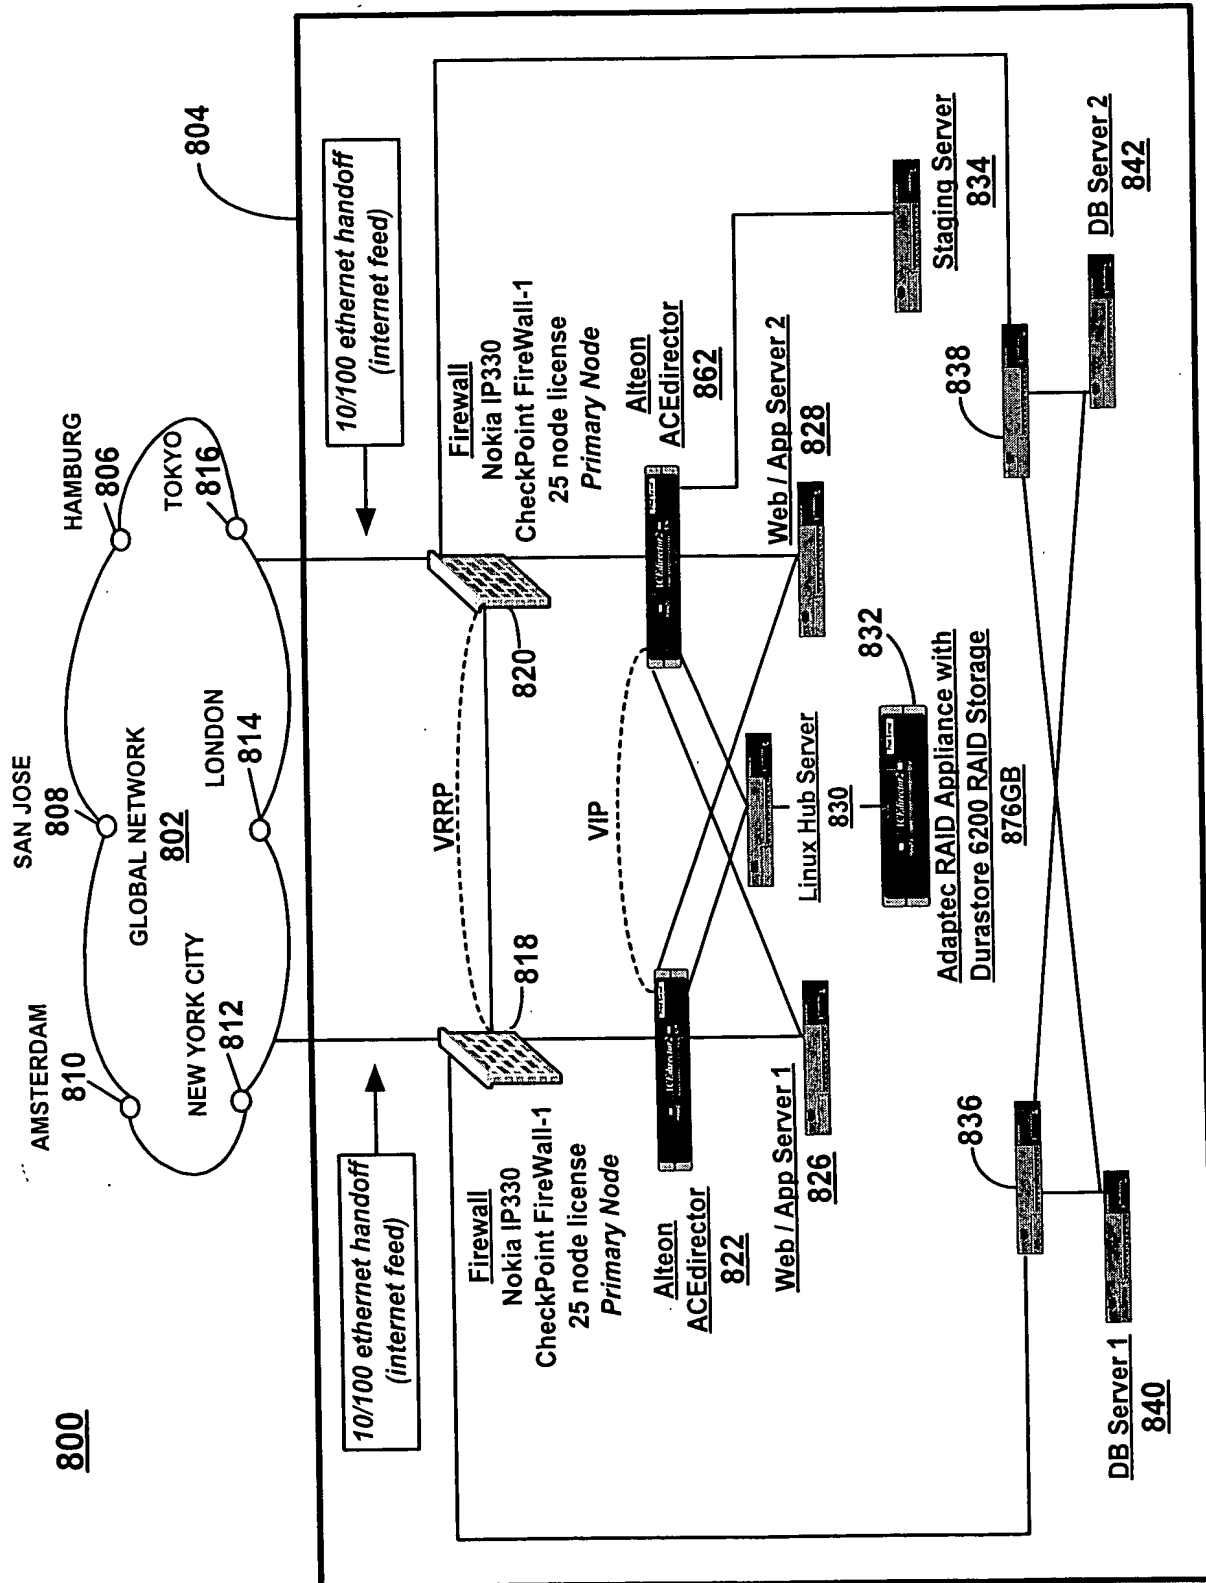 800
AMSTERDAM
810
SAN JOSE
808
HAMBURG
806
GLOBAL NETWORK
802
NEW YORK CITY
812
LONDON
814
TOKYO
816
804
10/100 ethernet handoff
(internet feed)
10/100 ethernet handoff
(internet feed)
VRRP
Firewall
Nokia IP330
CheckPoint FireWall-1
25 node license
Primary Node
818
820
Firewall
Nokia IP330
CheckPoint FireWall-1
25 node license
Primary Node
VIP
Alteon
ACEdirector
822
Alteon
ACEdirector
862
Web / App Server 1
826
Web / App Server 2
828
Linux Hub Server
830
832
Adaptec RAID Appliance with
Durastore 6200 RAID Storage
876GB
Staging Server
834
836
838
DB Server 1
840
DB Server 2
842